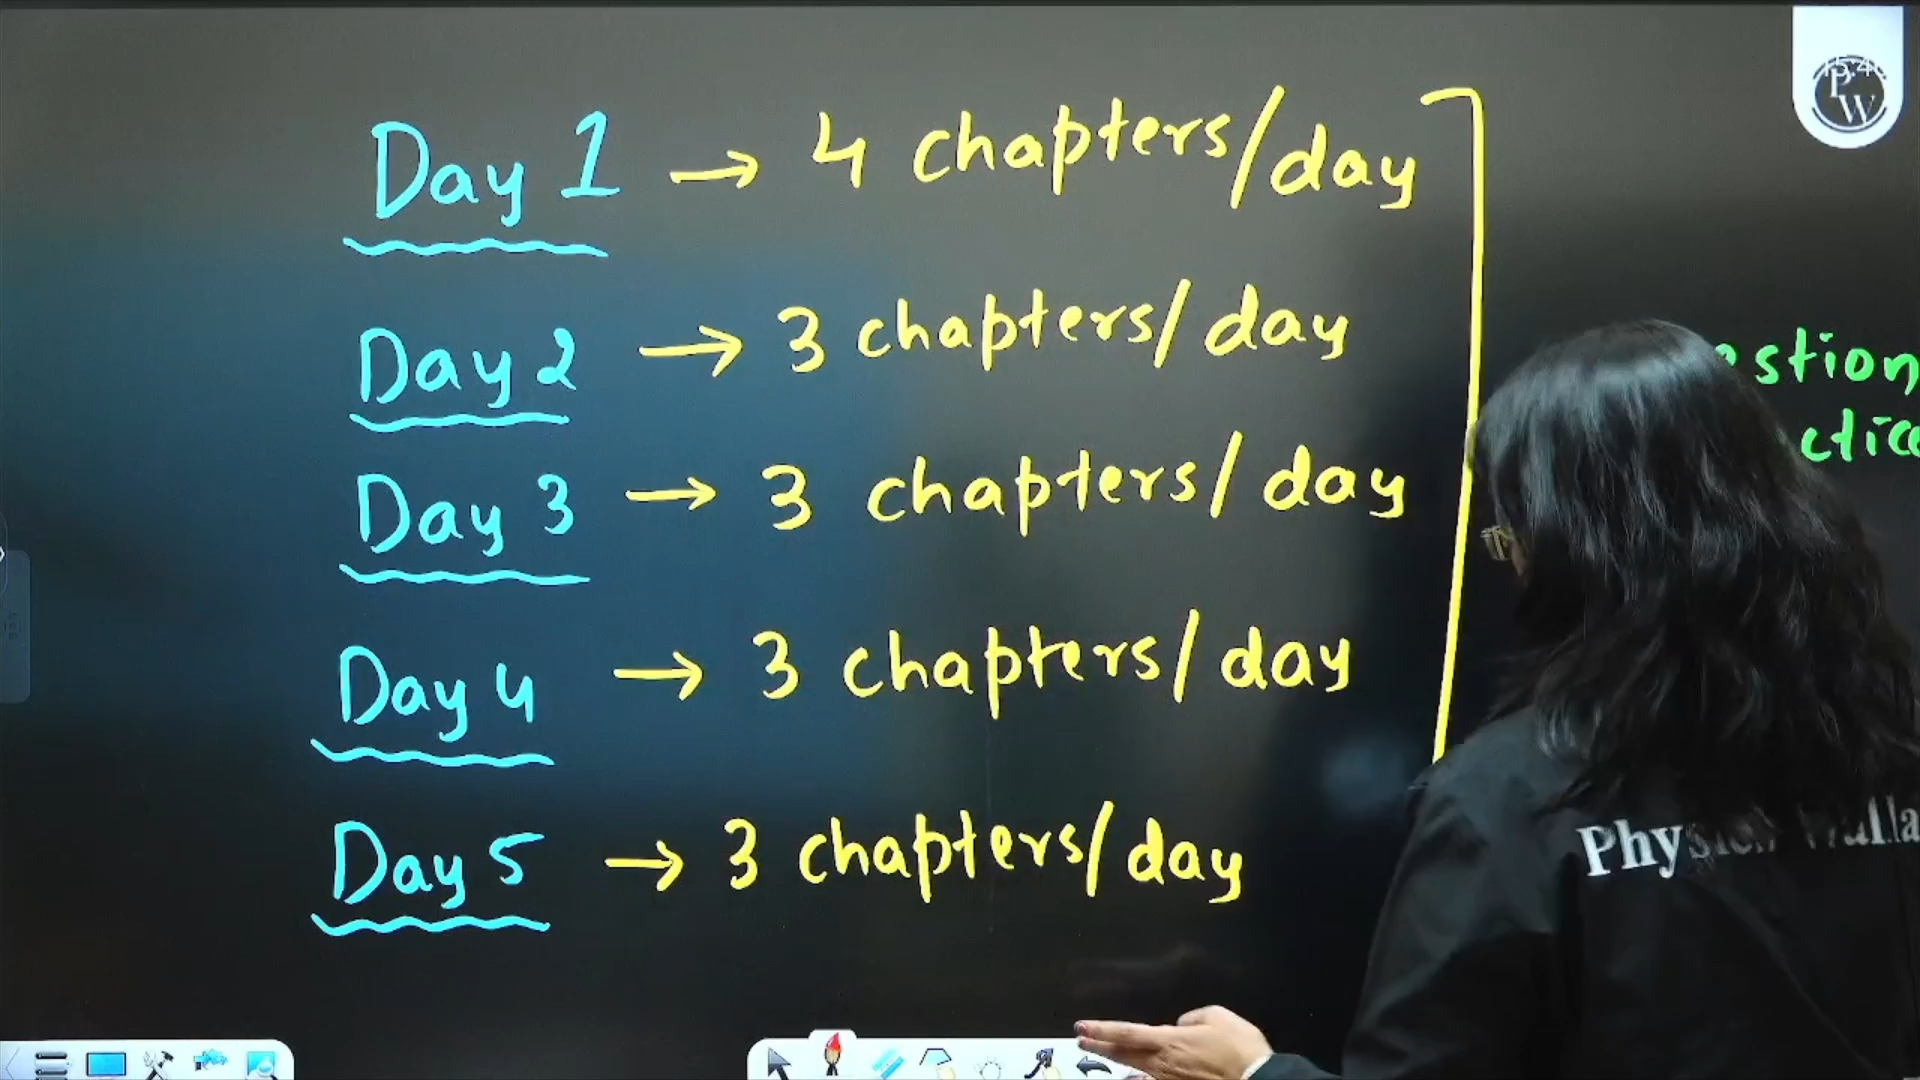 Day 1 → 4 chapters/day
Day 2 → 3 chapters/day
Day 3 → 3 chapters/day
Day 4 → 3 chapters/day
Day 5 → 3 chapters/day
PW